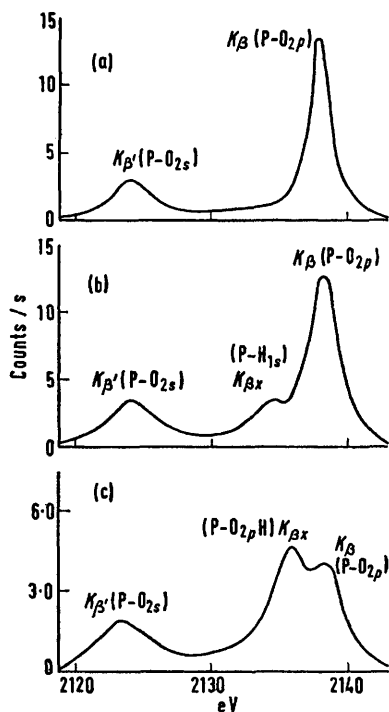 15
(a)
Kβ (P-O2p)
10
Kβ′(P-O2s)
5
0
15
(b)
Kβ (P-O2p)
10
(P-H1s)
Kβ′(P-O2s)
Kβx
5
0
Counts / s
(c)
6·0
(P-O2pH) Kβx
Kβ
(P-O2p)
3·0
Kβ′(P-O2s)
0
2120
2130
2140
eV